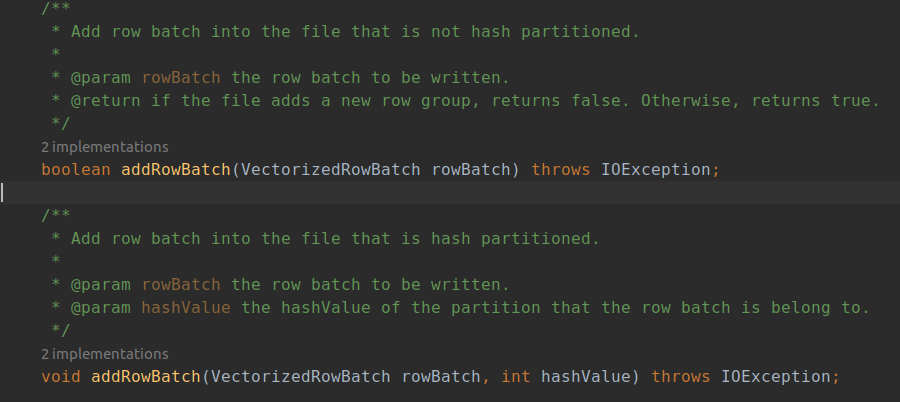 /**
* Add row batch into the file that is not hash partitioned.
*
* @param rowBatch the row batch to be written.
* @return if the file adds a new row group, returns false. Otherwise, returns true.
*/
2 implementations
boolean addRowBatch(VectorizedRowBatch rowBatch) throws IOException;
/**
* Add row batch into the file that is hash partitioned.
*
* @param rowBatch the row batch to be written.
* @param hashValue the hashValue of the partition that the row batch is belong to.
*/
2 implementations
void addRowBatch(VectorizedRowBatch rowBatch, int hashValue) throws IOException;